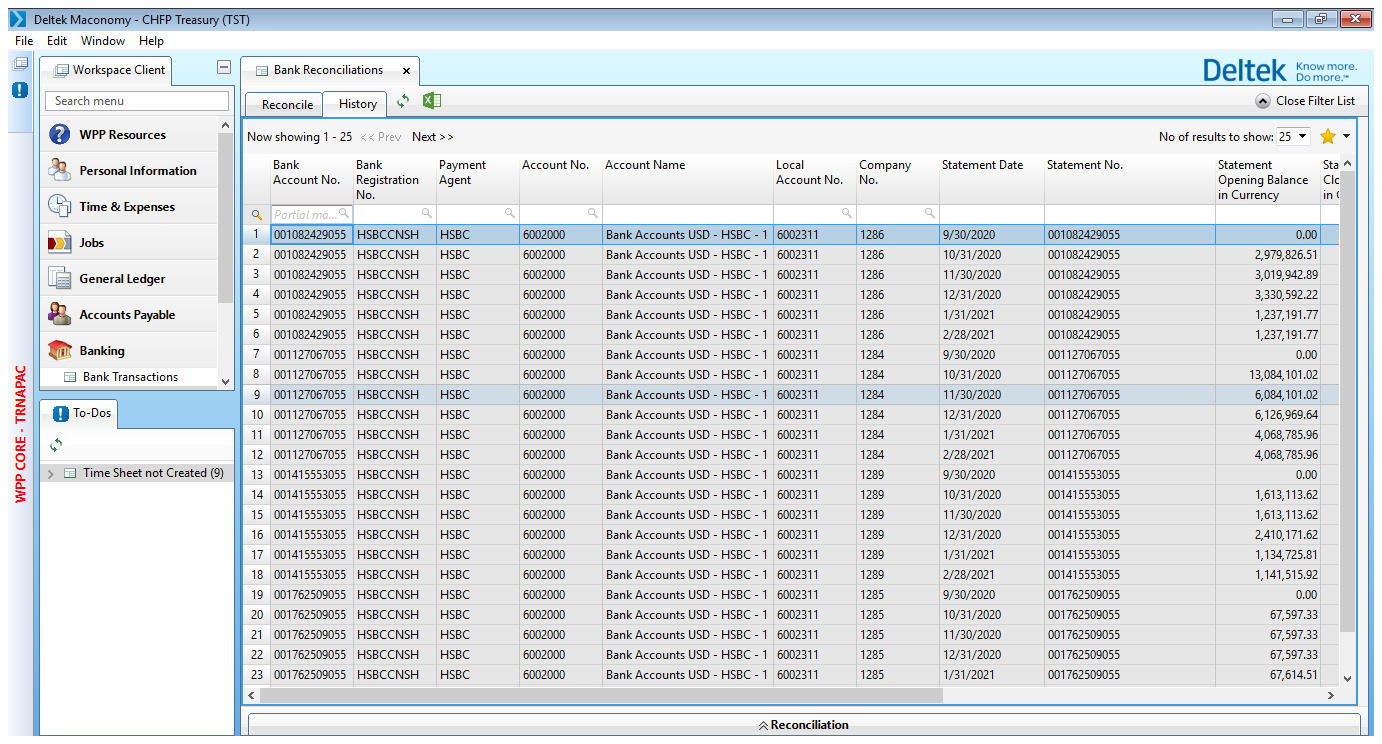 Deltek Maconomy - CHFP Treasury (TST)
File Edit Window Help
Workspace Client
Search menu
WPP Resources
Personal Information
Time & Expenses
Jobs
General Ledger
Accounts Payable
Banking
Bank Transactions
To-Dos
Time Sheet not Created (9)
WPP CORE - TRNAPAC
Bank Reconciliations
Deltek Know more. Do more.™
Reconcile History
Close Filter List
Now showing 1 - 25 << Prev Next >> No of results to show: 25
Bank Account No. Bank Registration No. Payment Agent Account No. Account Name Local Account No. Company No. Statement Date Statement No. Statement Opening Balance in Currency Sta Clc in (
Partial ma...
1 001082429055 HSBCCNSH HSBC 6002000 Bank Accounts USD - HSBC - 1 6002311 1286 9/30/2020 001082429055 0.00
2 001082429055 HSBCCNSH HSBC 6002000 Bank Accounts USD - HSBC - 1 6002311 1286 10/31/2020 001082429055 2,979,826.51
3 001082429055 HSBCCNSH HSBC 6002000 Bank Accounts USD - HSBC - 1 6002311 1286 11/30/2020 001082429055 3,019,942.89
4 001082429055 HSBCCNSH HSBC 6002000 Bank Accounts USD - HSBC - 1 6002311 1286 12/31/2020 001082429055 3,330,592.22
5 001082429055 HSBCCNSH HSBC 6002000 Bank Accounts USD - HSBC - 1 6002311 1286 1/31/2021 001082429055 1,237,191.77
6 001082429055 HSBCCNSH HSBC 6002000 Bank Accounts USD - HSBC - 1 6002311 1286 2/28/2021 001082429055 1,237,191.77
7 001127067055 HSBCCNSH HSBC 6002000 Bank Accounts USD - HSBC - 1 6002311 1284 9/30/2020 001127067055 0.00
8 001127067055 HSBCCNSH HSBC 6002000 Bank Accounts USD - HSBC - 1 6002311 1284 10/31/2020 001127067055 13,084,101.02
9 001127067055 HSBCCNSH HSBC 6002000 Bank Accounts USD - HSBC - 1 6002311 1284 11/30/2020 001127067055 6,084,101.02
10 001127067055 HSBCCNSH HSBC 6002000 Bank Accounts USD - HSBC - 1 6002311 1284 12/31/2020 001127067055 6,126,969.64
11 001127067055 HSBCCNSH HSBC 6002000 Bank Accounts USD - HSBC - 1 6002311 1284 1/31/2021 001127067055 4,068,785.96
12 001127067055 HSBCCNSH HSBC 6002000 Bank Accounts USD - HSBC - 1 6002311 1284 2/28/2021 001127067055 4,068,785.96
13 001415553055 HSBCCNSH HSBC 6002000 Bank Accounts USD - HSBC - 1 6002311 1289 9/30/2020 001415553055 0.00
14 001415553055 HSBCCNSH HSBC 6002000 Bank Accounts USD - HSBC - 1 6002311 1289 10/31/2020 001415553055 1,613,113.62
15 001415553055 HSBCCNSH HSBC 6002000 Bank Accounts USD - HSBC - 1 6002311 1289 11/30/2020 001415553055 1,613,113.62
16 001415553055 HSBCCNSH HSBC 6002000 Bank Accounts USD - HSBC - 1 6002311 1289 12/31/2020 001415553055 2,410,171.62
17 001415553055 HSBCCNSH HSBC 6002000 Bank Accounts USD - HSBC - 1 6002311 1289 1/31/2021 001415553055 1,134,725.81
18 001415553055 HSBCCNSH HSBC 6002000 Bank Accounts USD - HSBC - 1 6002311 1289 2/28/2021 001415553055 1,141,515.92
19 001762509055 HSBCCNSH HSBC 6002000 Bank Accounts USD - HSBC - 1 6002311 1285 9/30/2020 001762509055 0.00
20 001762509055 HSBCCNSH HSBC 6002000 Bank Accounts USD - HSBC - 1 6002311 1285 10/31/2020 001762509055 67,597.33
21 001762509055 HSBCCNSH HSBC 6002000 Bank Accounts USD - HSBC - 1 6002311 1285 11/30/2020 001762509055 67,597.33
22 001762509055 HSBCCNSH HSBC 6002000 Bank Accounts USD - HSBC - 1 6002311 1285 12/31/2020 001762509055 67,597.33
23 001762509055 HSBCCNSH HSBC 6002000 Bank Accounts USD - HSBC - 1 6002311 1285 1/31/2021 001762509055 67,614.51
Reconciliation